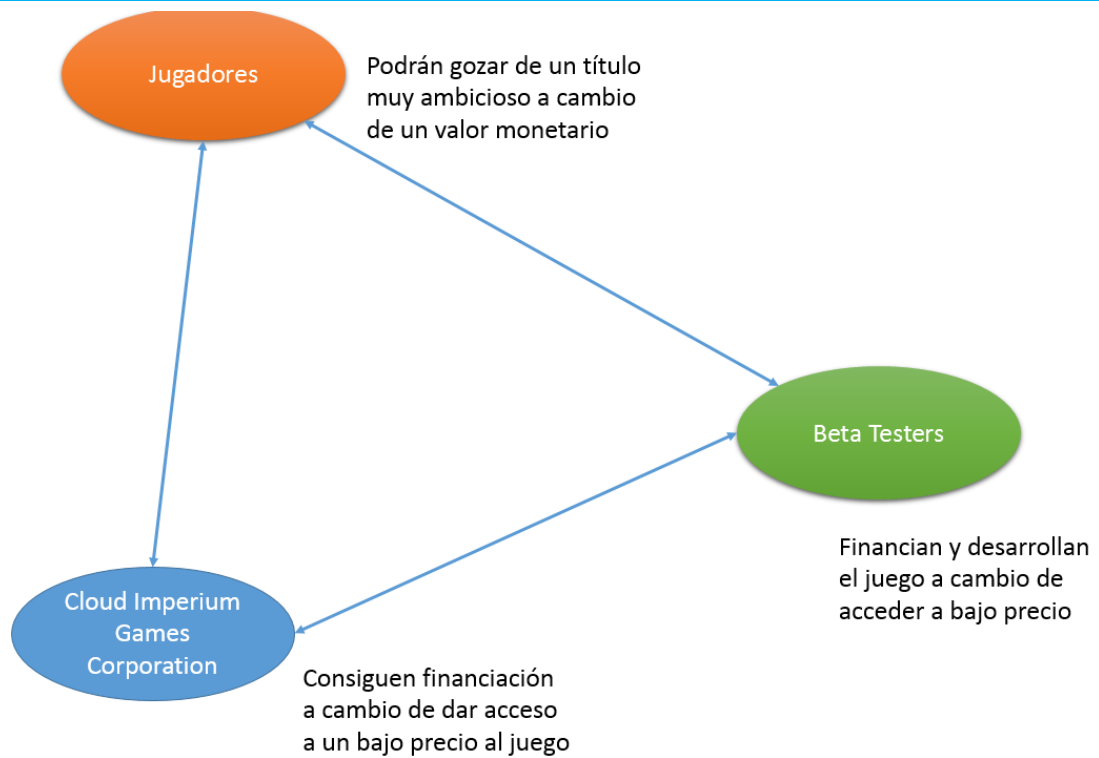 Jugadores
Podrán gozar de un título
muy ambicioso a cambio
de un valor monetario
Beta Testers
Financian y desarrollan
el juego a cambio de
acceder a bajo precio
Cloud Imperium
Games
Corporation
Consiguen financiación
a cambio de dar acceso
a un bajo precio al juego